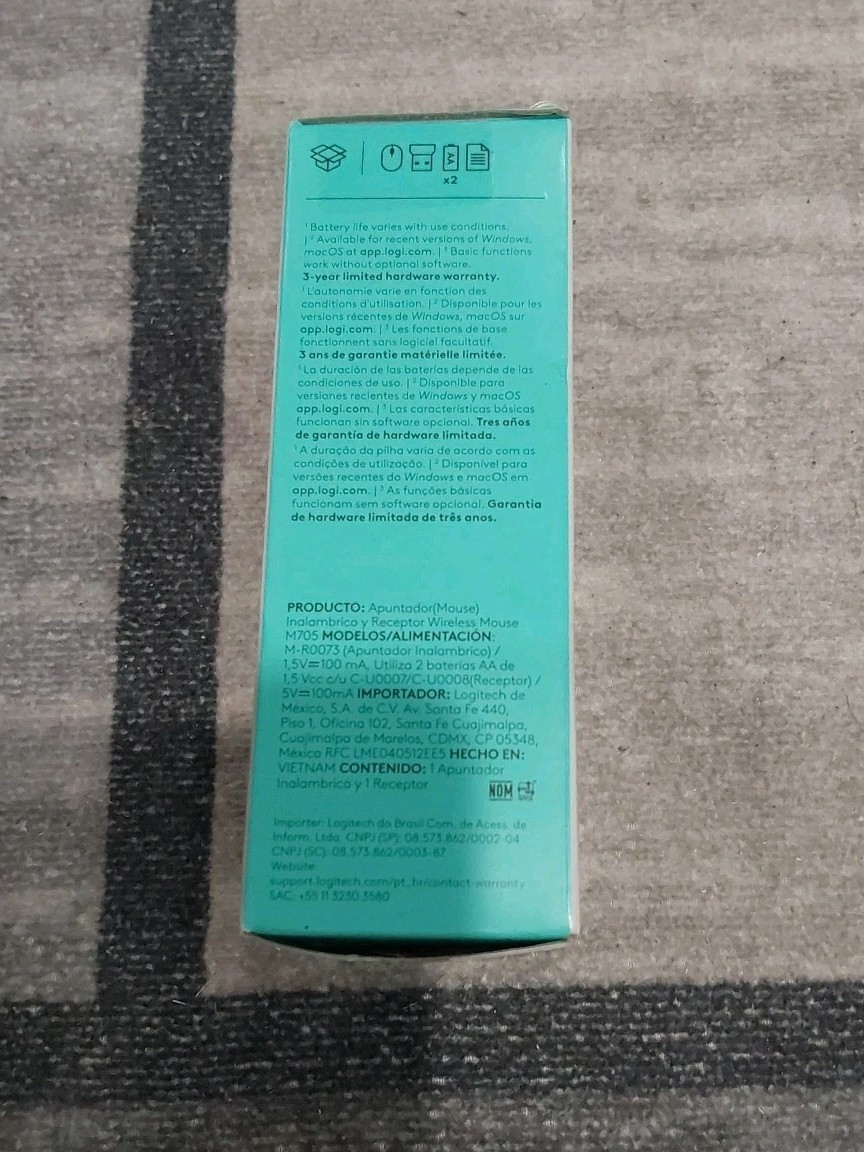 AA
x2
¹ Battery life varies with use conditions.
| ² Available for recent versions of Windows,
macOS at app.logi.com. | ³ Basic functions
work without optional software.
3-year limited hardware warranty.
¹ L'autonomie varie en fonction des
conditions d'utilisation. | ² Disponible pour les
versions récentes de Windows, macOS sur
app.logi.com. | ³ Les fonctions de base
fonctionnent sans logiciel facultatif.
3 ans de garantie matérielle limitée.
¹ La duración de las baterías depende de las
condiciones de uso. | ² Disponible para
versiones recientes de Windows y macOS
app.logi.com. | ³ Las características básicas
funcionan sin software opcional. Tres años
de garantía de hardware limitada.
¹ A duração da pilha varia de acordo com as
condições de utilização. | ² Disponível para
versões recentes do Windows e macOS em
app.logi.com. | ³ As funções básicas
funcionam sem software opcional. Garantia
de hardware limitada de três anos.
PRODUCTO: Apuntador(Mouse)
Inalambrico y Receptor Wireless Mouse
M705 MODELOS/ALIMENTACIÓN:
M-R0073 (Apuntador Inalambrico) /
1,5V⎓100 mA, Utiliza 2 baterias AA de
1,5 Vcc c/u C-U0007/C-U0008(Receptor) /
5V⎓100mA IMPORTADOR: Logitech de
México, S.A. de C.V. Av. Santa Fe 440,
Piso 1, Oficina 102, Santa Fe Cuajimalpa,
Cuajimalpa de Morelos, CDMX, CP 05348,
México RFC LME040512EE5 HECHO EN:
VIETNAM CONTENIDO: 1 Apuntador
Inalambrico y 1 Receptor
NOM
Importer: Logitech do Brasil Com. de Acess. de
Inform. Ltda. CNPJ (SP): 08.573.862/0002-04
CNPJ (SC): 08.573.862/0003-87
Website:
support.logitech.com/pt_br/contact-warranty
SAC: +55 11 3230 3580